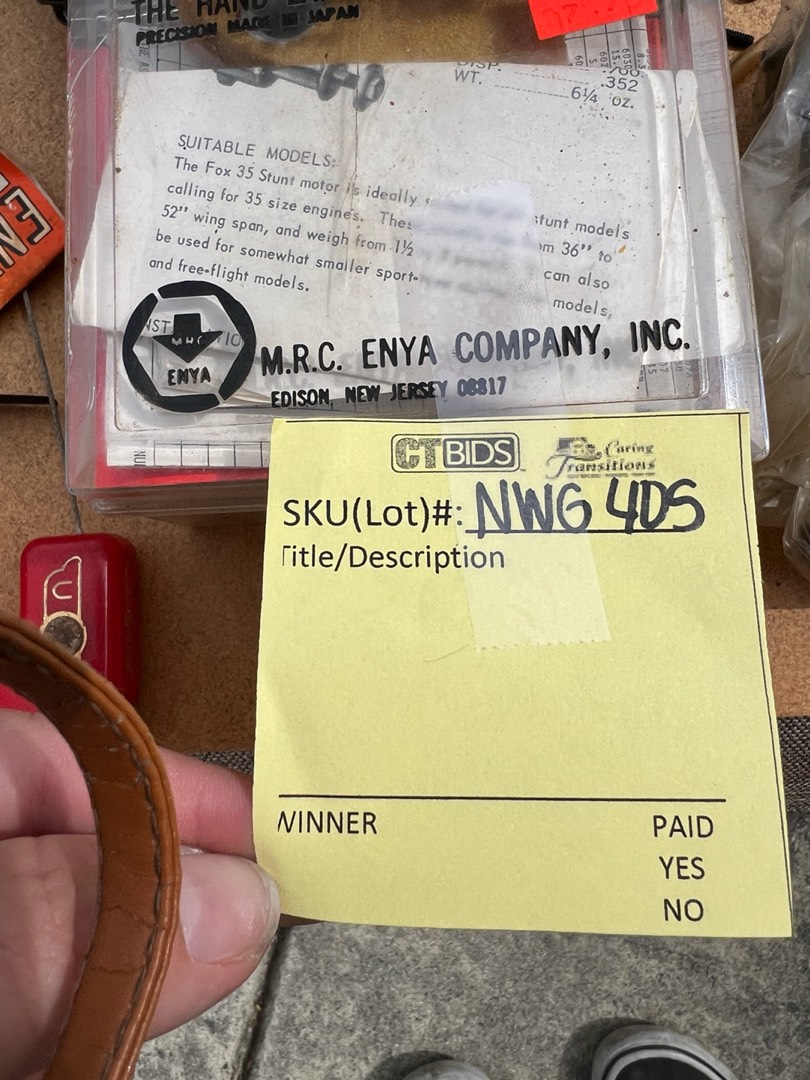 THE HAND
PRECISION MADE IN JAPAN
DISP. .352
WT. 6¼ OZ.
SUITABLE MODELS:
The Fox 35 Stunt motor is ideally stunt models
calling for 35 size engines. from 36" to
52" wing span, and weigh from 1½ can also
be used for somewhat smaller sport- models,
and free-flight models.
MRC
ENYA
M.R.C. ENYA COMPANY, INC.
EDISON, NEW JERSEY 08817
CTBIDS Caring Transitions
SKU(Lot)#: NWG 4DS
Title/Description
WINNER PAID
YES
NO